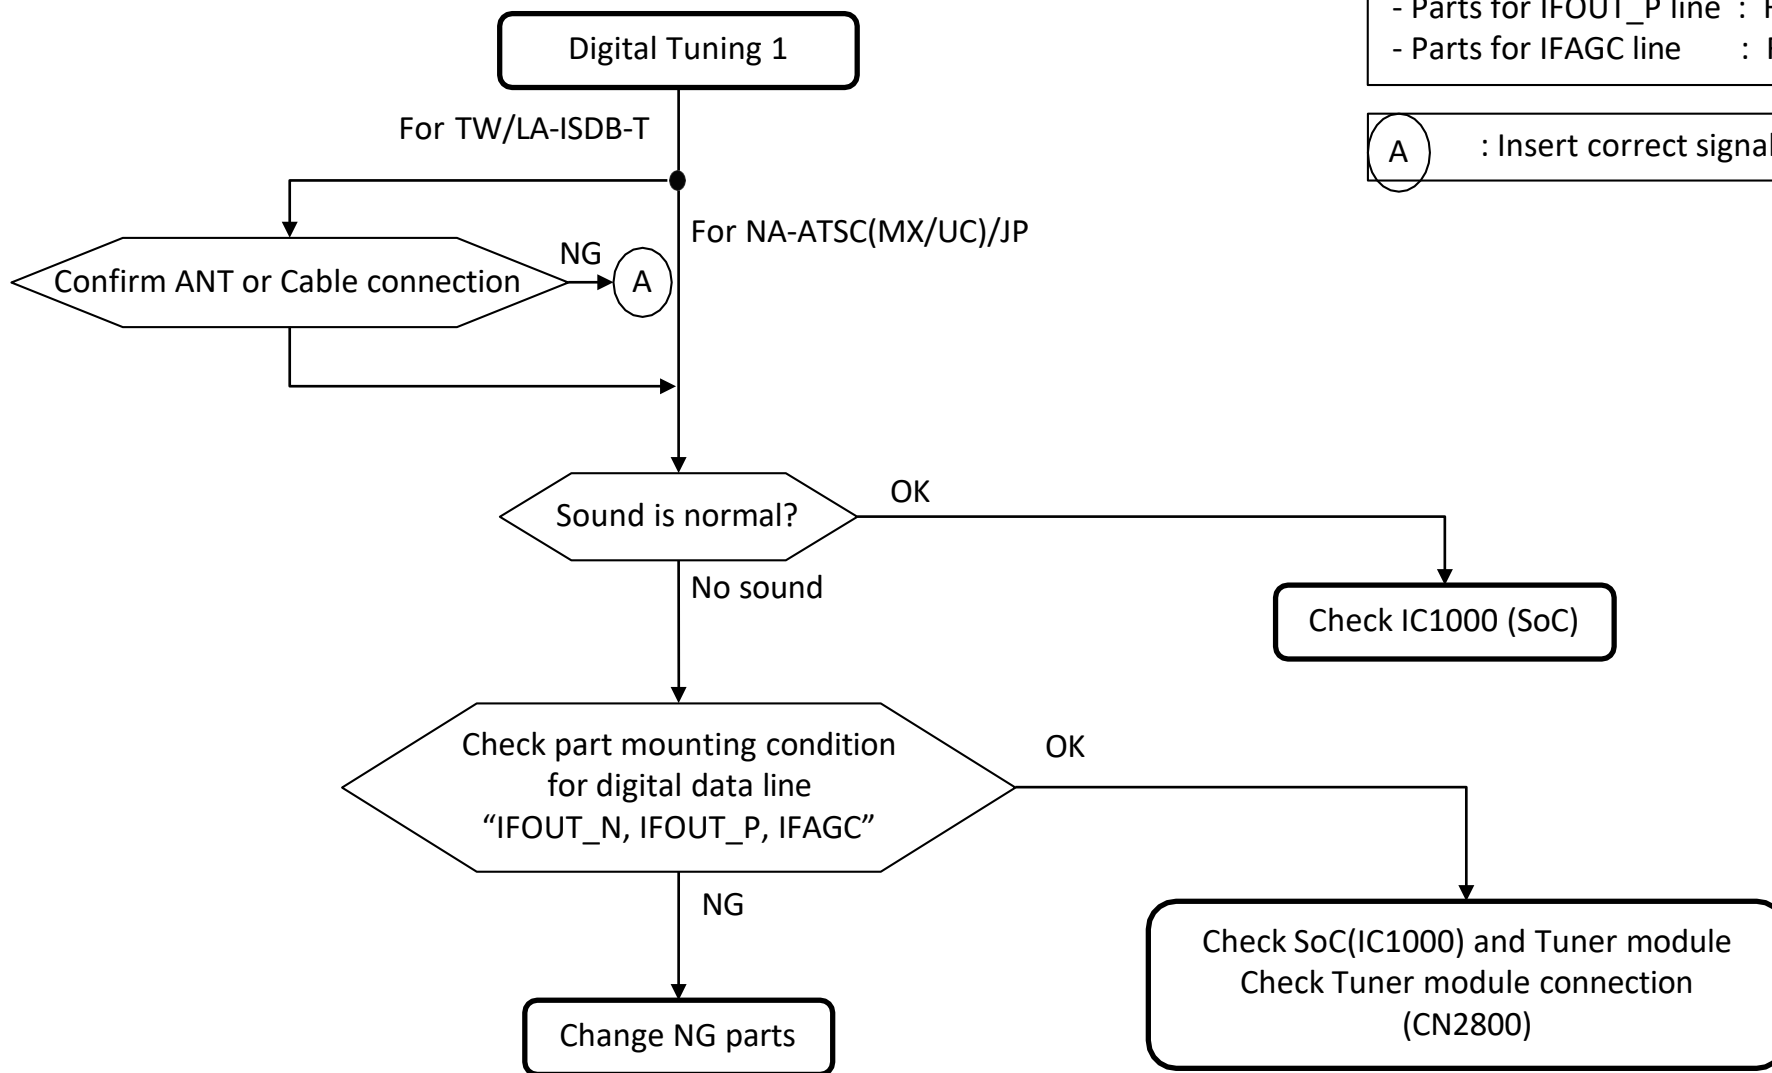 - Parts for IFOUT_P line :
- Parts for IFAGC line :
Digital Tuning 1
For TW/LA-ISDB-T
A
: Insert correct signal
For NA-ATSC(MX/UC)/JP
Confirm ANT or Cable connection
NG
A
Sound is normal?
OK
No sound
Check IC1000 (SoC)
Check part mounting condition
for digital data line
“IFOUT_N, IFOUT_P, IFAGC”
OK
NG
Check SoC(IC1000) and Tuner module
Check Tuner module connection
(CN2800)
Change NG parts